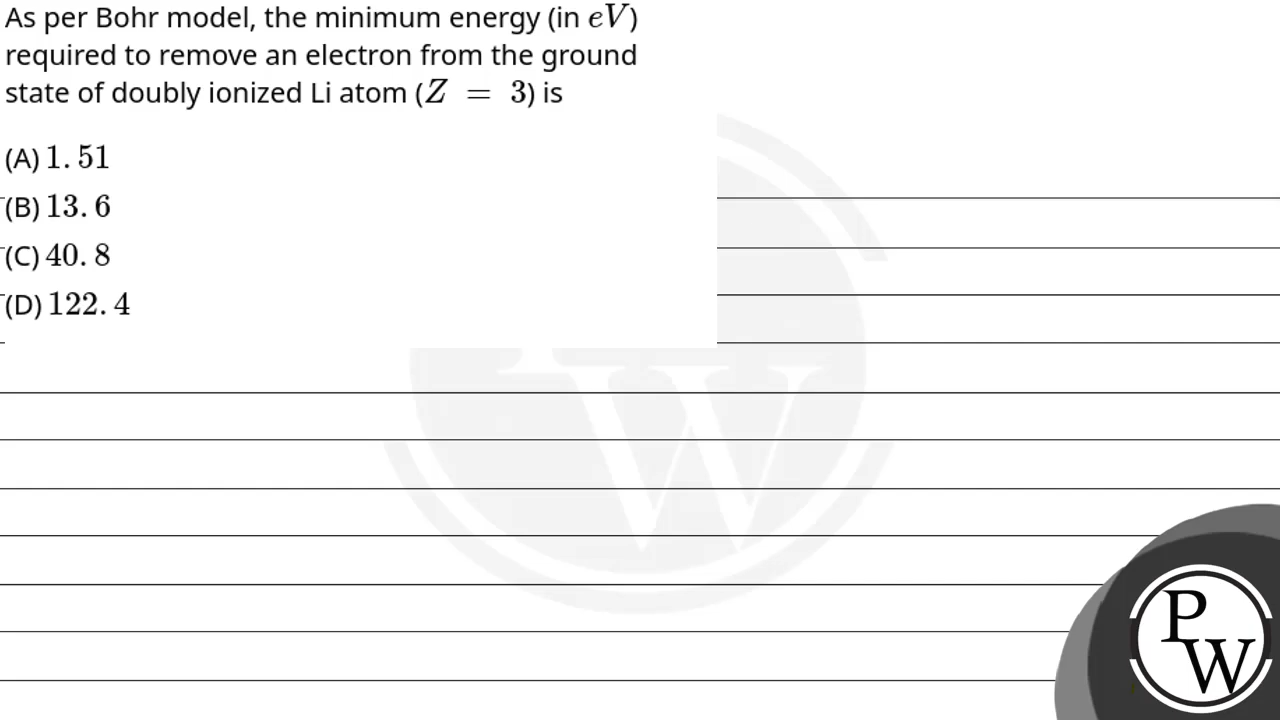 As per Bohr model, the minimum energy (in eV)
required to remove an electron from the ground
state of doubly ionized Li atom (Z = 3) is
(A) 1.51
(B) 13.6
(C) 40.8
(D) 122.4
W
P
W